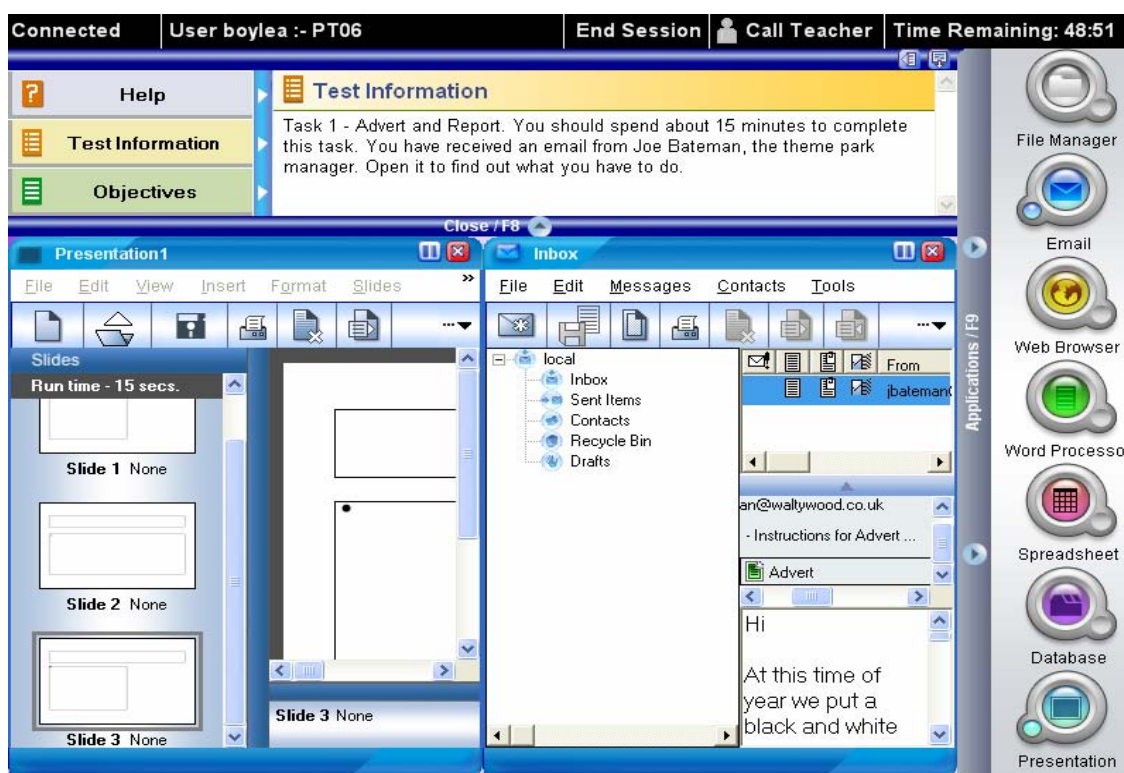 Connected
User boylea :- PT06
End Session
Call Teacher
Time Remaining: 48:51
Help
Test Information
Objectives
Test Information
Task 1 - Advert and Report. You should spend about 15 minutes to complete
this task. You have received an email from Joe Bateman, the theme park
manager. Open it to find out what you have to do.
Close / F8
Presentation1
File Edit View Insert Format Slides »
Slides
Run time - 15 secs.
Slide 1 None
Slide 2 None
Slide 3 None
Slide 3 None
Inbox
File Edit Messages Contacts Tools
local
Inbox
Sent Items
Contacts
Recycle Bin
Drafts
From
jbateman(
an@waltywood.co.uk
- Instructions for Advert ...
Advert
Hi
At this time of
year we put a
black and white
Applications / F9
File Manager
Email
Web Browser
Word Processo
Spreadsheet
Database
Presentation